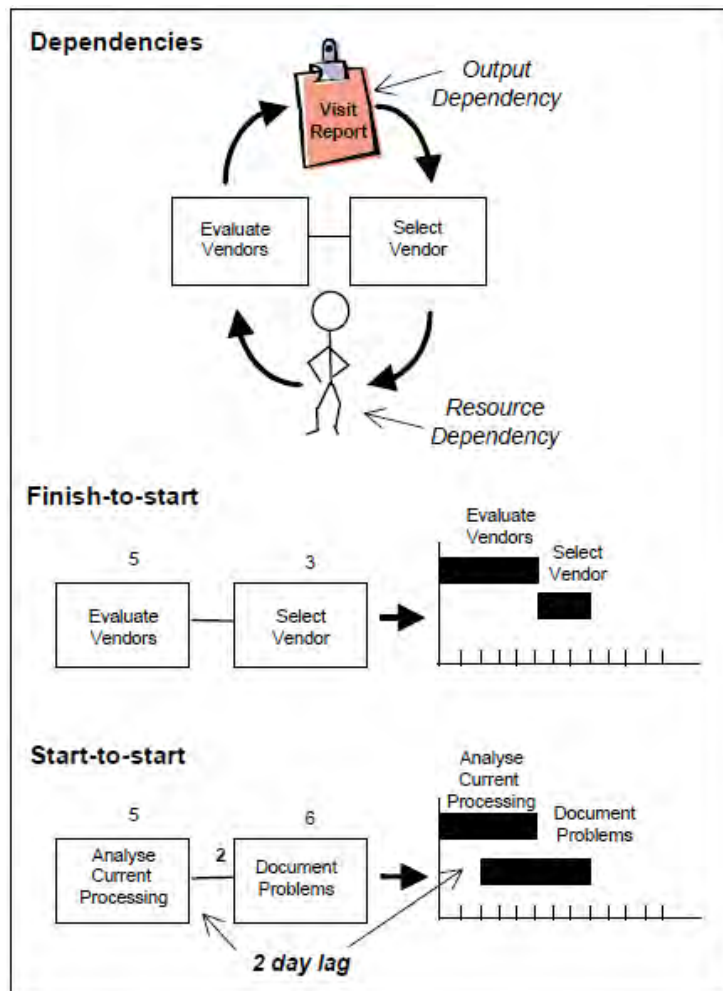 Dependencies
Visit
Report
Output
Dependency
Evaluate
Vendors
Select
Vendor
Resource
Dependency
Finish-to-start
5
3
Evaluate
Vendors
Select
Vendor
Evaluate
Vendors
Select
Vendor
Start-to-start
5
6
2
Analyse
Current
Processing
Document
Problems
Analyse
Current
Processing
Document
Problems
2 day lag